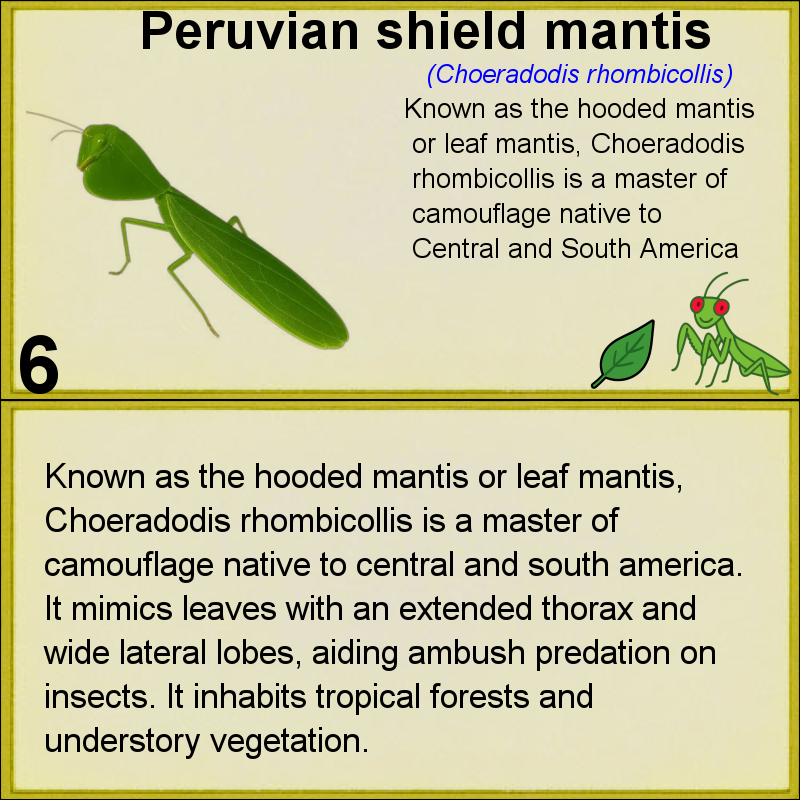 Peruvian shield mantis
(Choeradodis rhombicollis)
Known as the hooded mantis
or leaf mantis, Choeradodis
rhombicollis is a master of
camouflage native to
Central and South America
6
Known as the hooded mantis or leaf mantis,
Choeradodis rhombicollis is a master of
camouflage native to central and south america.
It mimics leaves with an extended thorax and
wide lateral lobes, aiding ambush predation on
insects. It inhabits tropical forests and
understory vegetation.